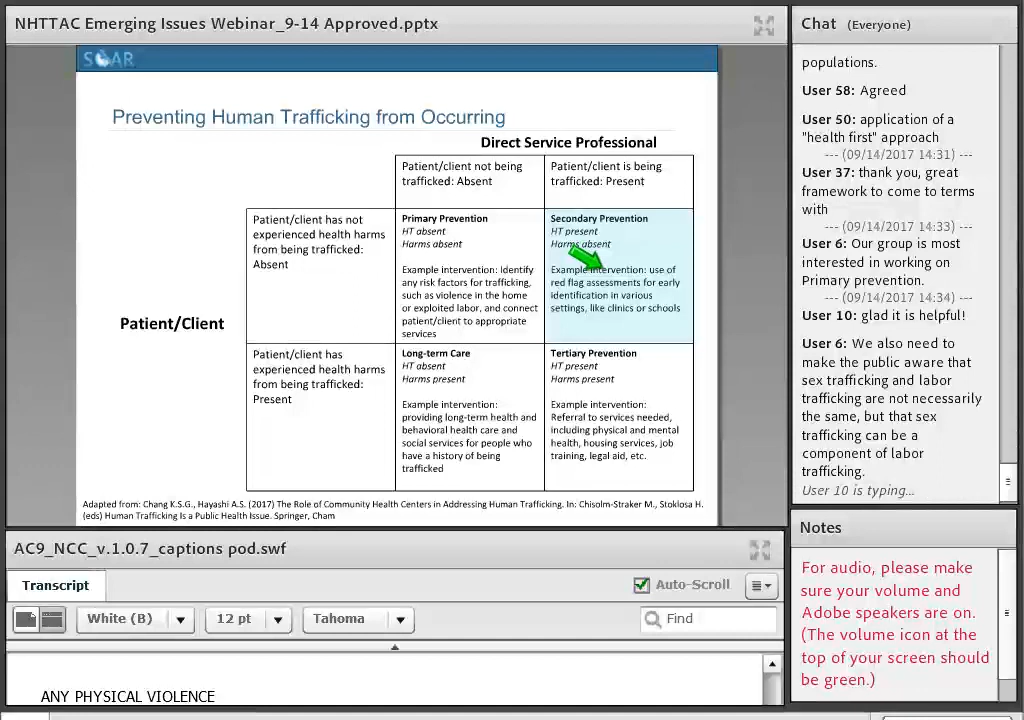 NHTTAC Emerging Issues Webinar_9-14 Approved.pptx
SOAR
Preventing Human Trafficking from Occurring
Direct Service Professional
Patient/client not being
trafficked: Absent
Patient/client is being
trafficked: Present
Patient/Client
Patient/client has not
experienced health harms
from being trafficked:
Absent
Primary Prevention
HT absent
Harms absent
Example intervention: Identify
any risk factors for trafficking,
such as violence in the home
or exploited labor, and connect
patient/client to appropriate
services
Secondary Prevention
HT present
Harms absent
Example intervention: use of
red flag assessments for early
identification in various
settings, like clinics or schools
Patient/client has
experienced health harms
from being trafficked:
Present
Long-term Care
HT absent
Harms present
Example intervention:
providing long-term health and
behavioral health care and
social services for people who
have a history of being
trafficked
Tertiary Prevention
HT present
Harms present
Example intervention:
Referral to services needed,
including physical and mental
health, housing services, job
training, legal aid, etc.
Adapted from: Chang K.S.G., Hayashi A.S. (2017) The Role of Community Health Centers in Addressing Human Trafficking. In: Chisolm-Straker M., Stoklosa H.
(eds) Human Trafficking Is a Public Health Issue. Springer, Cham
AC9_NCC_v.1.0.7_captions pod.swf
Transcript
Auto-Scroll
White (B)
12 pt
Tahoma
Find
ANY PHYSICAL VIOLENCE
Chat (Everyone)
populations.
User 58: Agreed
User 50: application of a
"health first" approach
--- (09/14/2017 14:31) ---
User 37: thank you, great
framework to come to terms
with
--- (09/14/2017 14:33) ---
User 6: Our group is most
interested in working on
Primary prevention.
--- (09/14/2017 14:34) ---
User 10: glad it is helpful!
User 6: We also need to
make the public aware that
sex trafficking and labor
trafficking are not necessarily
the same, but that sex
trafficking can be a
component of labor
trafficking.
User 10 is typing...
Notes
For audio, please make
sure your volume and
Adobe speakers are on.
(The volume icon at the
top of your screen should
be green.)